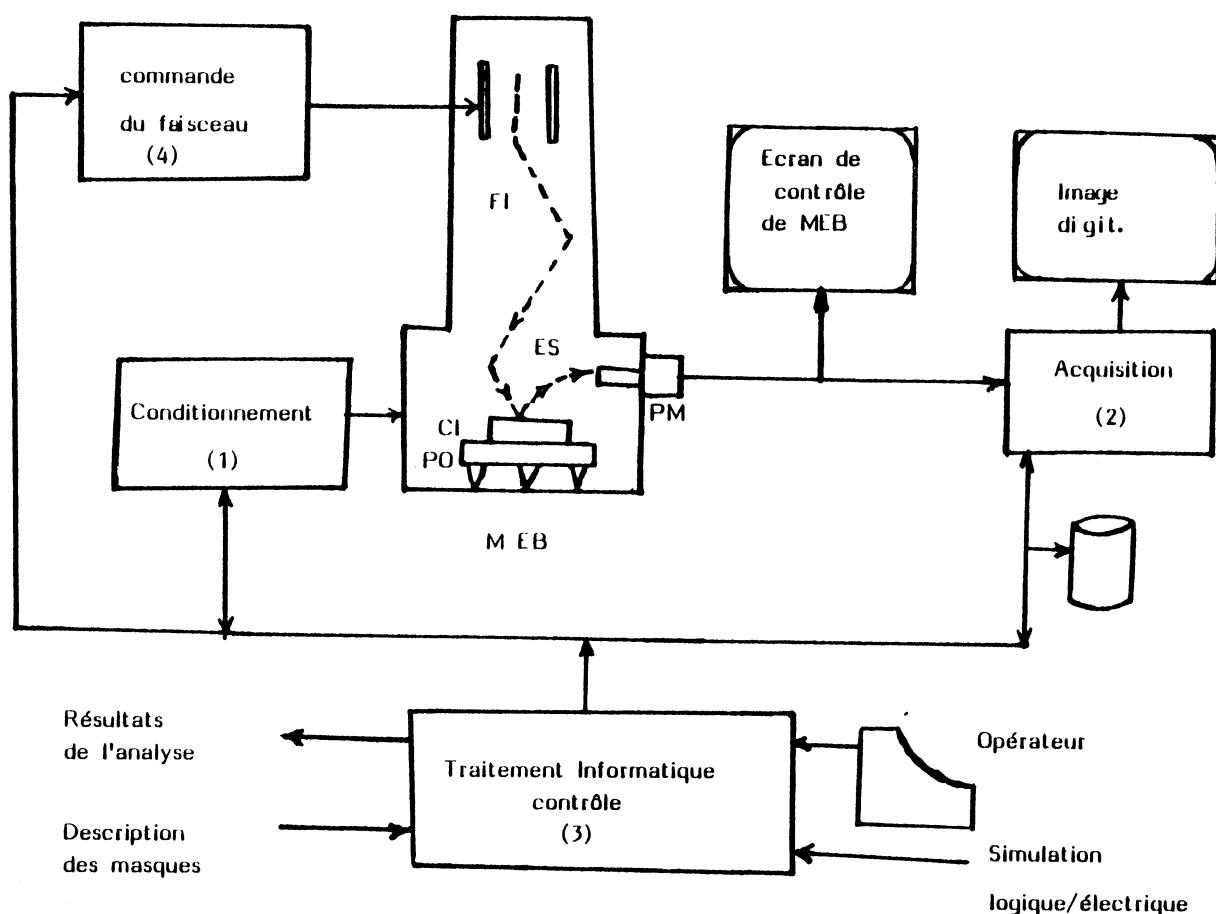 commande
du faisceau
(4)
FI
Ecran de
contrôle
de MEB
Image
digit.
ES
Conditionnement
(1)
CI
PO
PM
Acquisition
(2)
M EB
Résultats
de l'analyse
Traitement Informatique
contrôle
(3)
Opérateur
Description
des masques
Simulation
logique/électrique